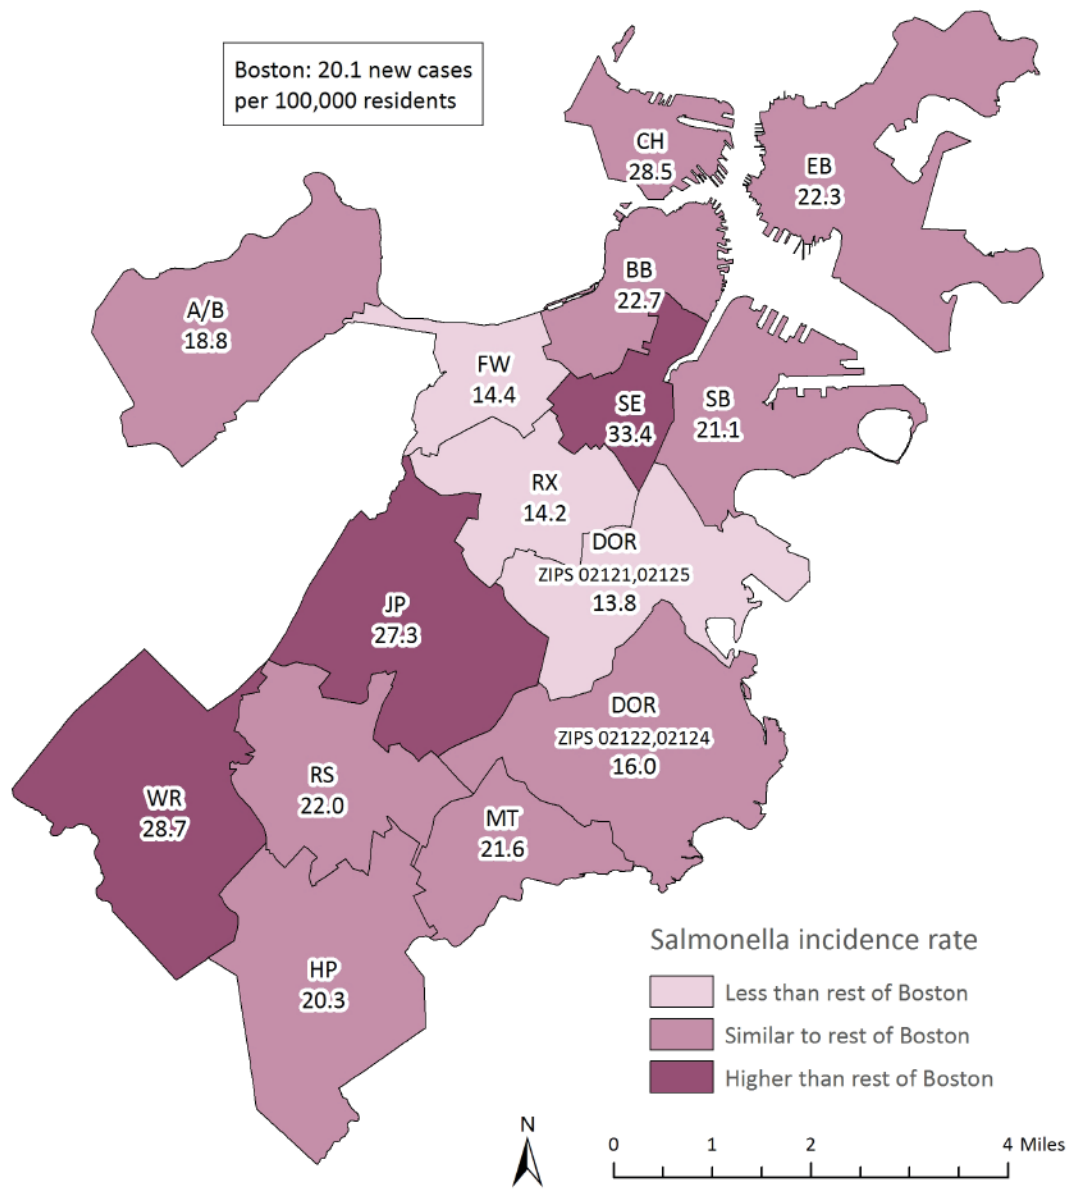 Boston: 20.1 new cases
per 100,000 residents
CH
28.5
EB
22.3
BB
22.7
A/B
18.8
FW
14.4
SE
33.4
SB
21.1
RX
14.2
DOR
ZIPS 02121,02125
13.8
JP
27.3
DOR
ZIPS 02122,02124
16.0
RS
22.0
WR
28.7
MT
21.6
HP
20.3
Salmonella incidence rate
Less than rest of Boston
Similar to rest of Boston
Higher than rest of Boston
N
0 1 2 4 Miles